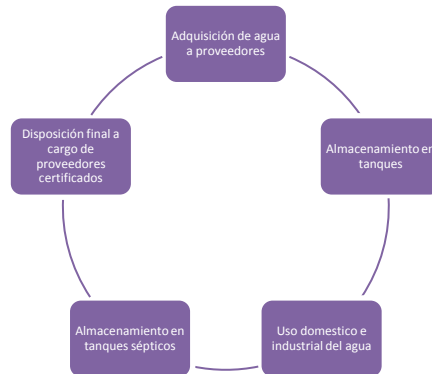 Adquisición de agua
a proveedores
Almacenamiento en
tanques
Uso domestico e
industrial del agua
Almacenamiento en
tanques sépticos
Disposición final a
cargo de
proveedores
certificados